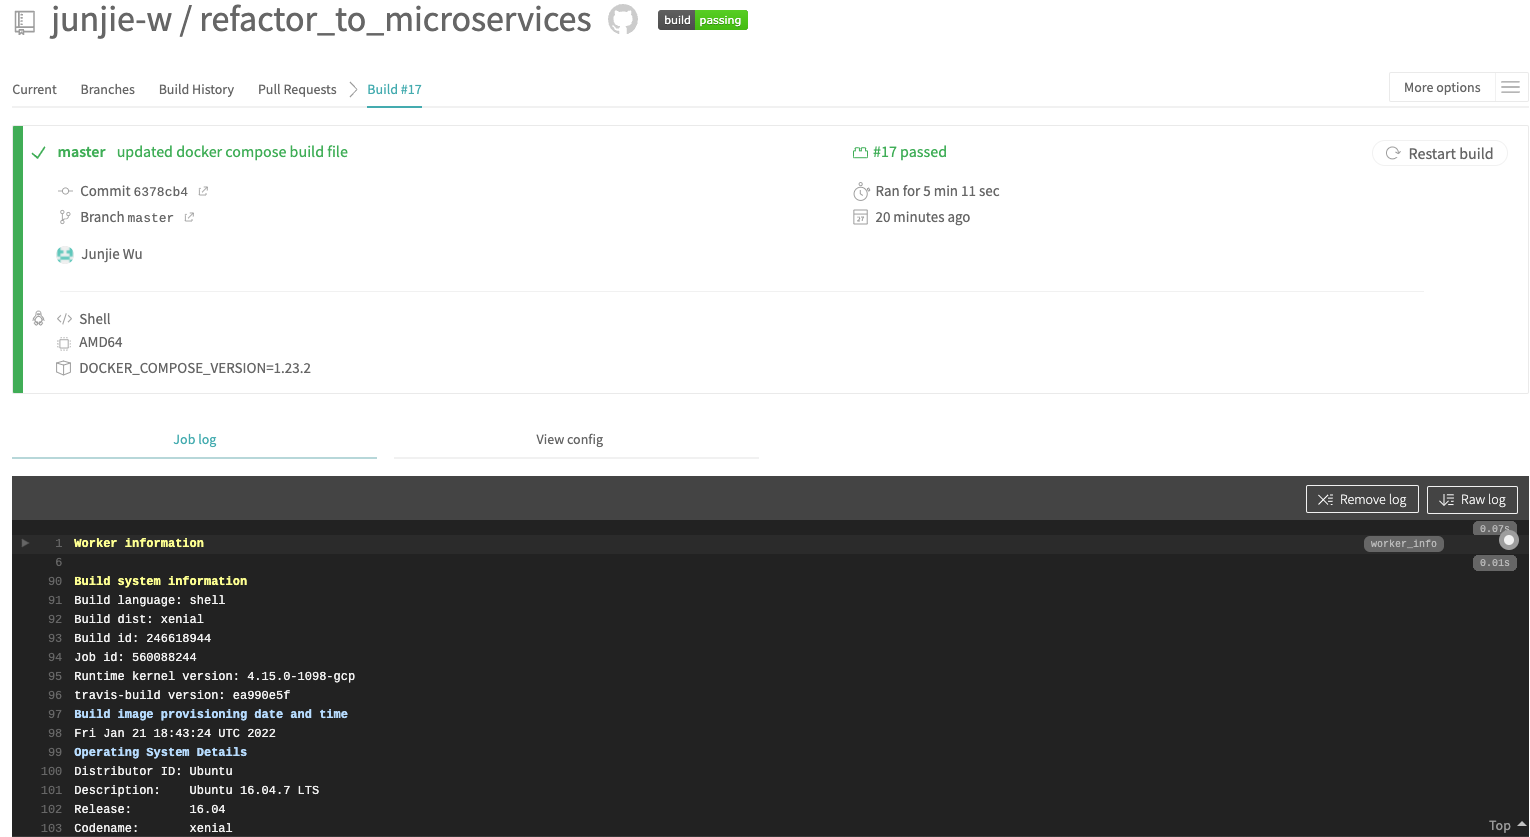 junjie-w / refactor_to_microservices build passing
Current Branches Build History Pull Requests Build #17 More options
master updated docker compose build file #17 passed Restart build
Commit 6378cb4 Ran for 5 min 11 sec
Branch master 20 minutes ago
Junjie Wu
Shell
AMD64
DOCKER_COMPOSE_VERSION=1.23.2
Job log View config
Remove log Raw log
0.07s
1 Worker information worker_info
6 0.01s
90 Build system information
91 Build language: shell
92 Build dist: xenial
93 Build id: 246618944
94 Job id: 560088244
95 Runtime kernel version: 4.15.0-1098-gcp
96 travis-build version: ea990e5f
97 Build image provisioning date and time
98 Fri Jan 21 18:43:24 UTC 2022
99 Operating System Details
100 Distributor ID: Ubuntu
101 Description: Ubuntu 16.04.7 LTS
102 Release: 16.04
103 Codename: xenial
Top